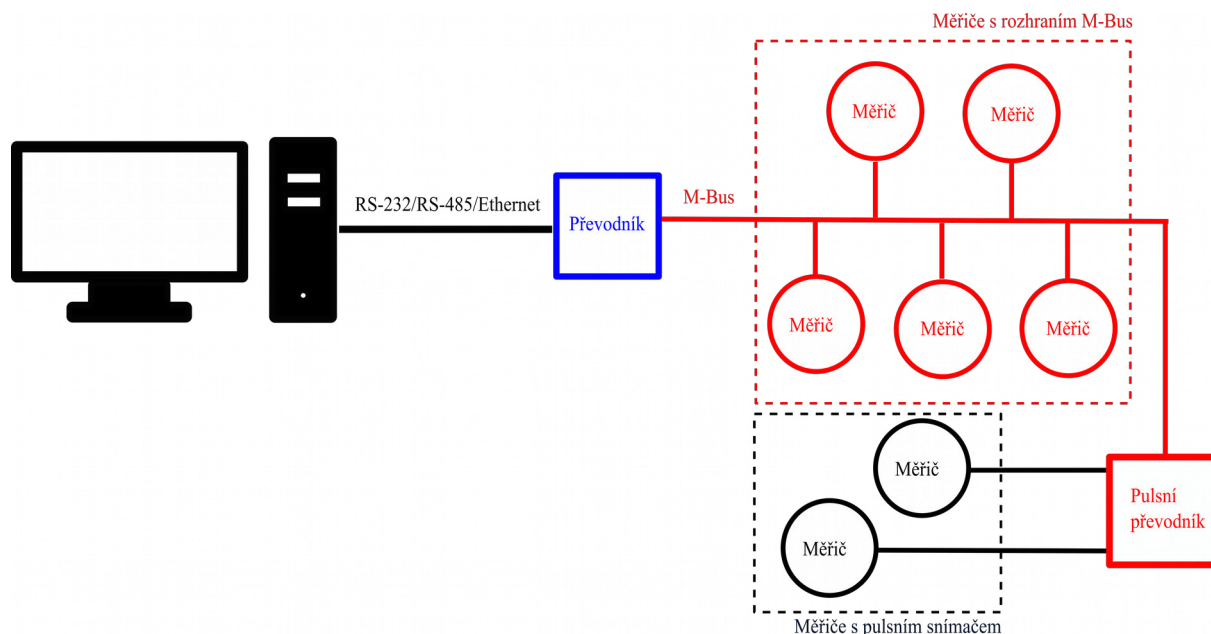 Měřiče s rozhraním M-Bus
Měřič
Měřič
RS-232/RS-485/Ethernet
Převodník
M-Bus
Měřič
Měřič
Měřič
Měřič
Měřič
Pulsní
převodník
Měřiče s pulsním snímačem